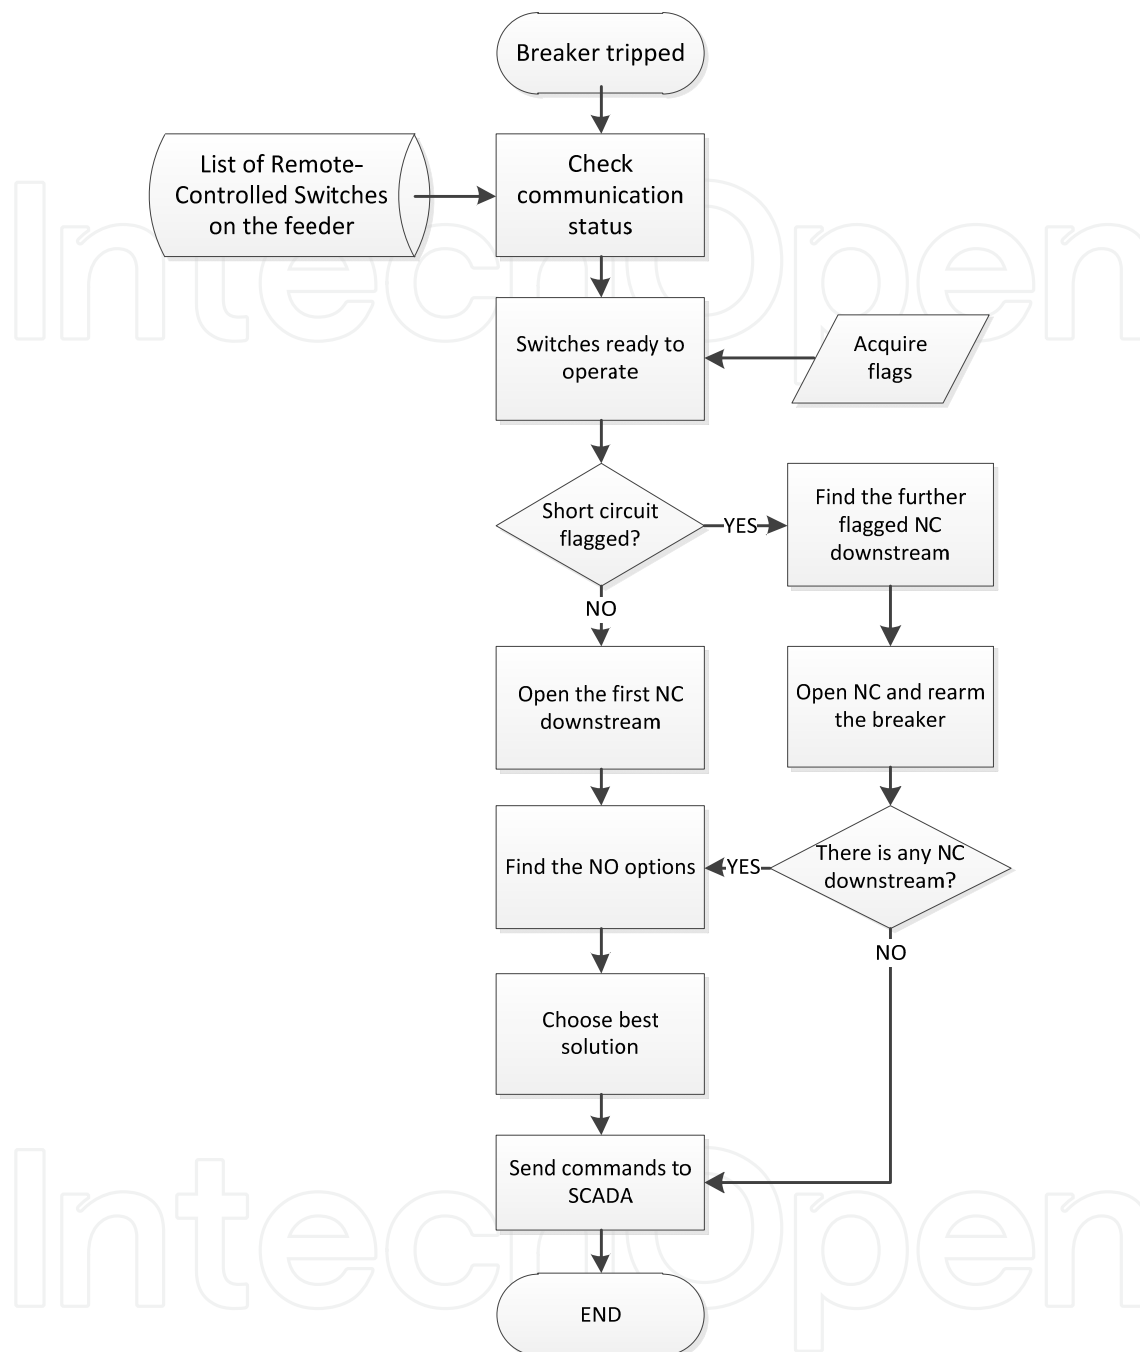 Breaker tripped
List of Remote-
Controlled Switches
on the feeder
Check
communication
status
Switches ready to
operate
Acquire
flags
Short circuit
flagged?
YES
Find the further
flagged NC
downstream
NO
Open the first NC
downstream
Open NC and rearm
the breaker
Find the NO options
YES
There is any NC
downstream?
NO
Choose best
solution
Send commands to
SCADA
END
IntechOpen
IntechOpen